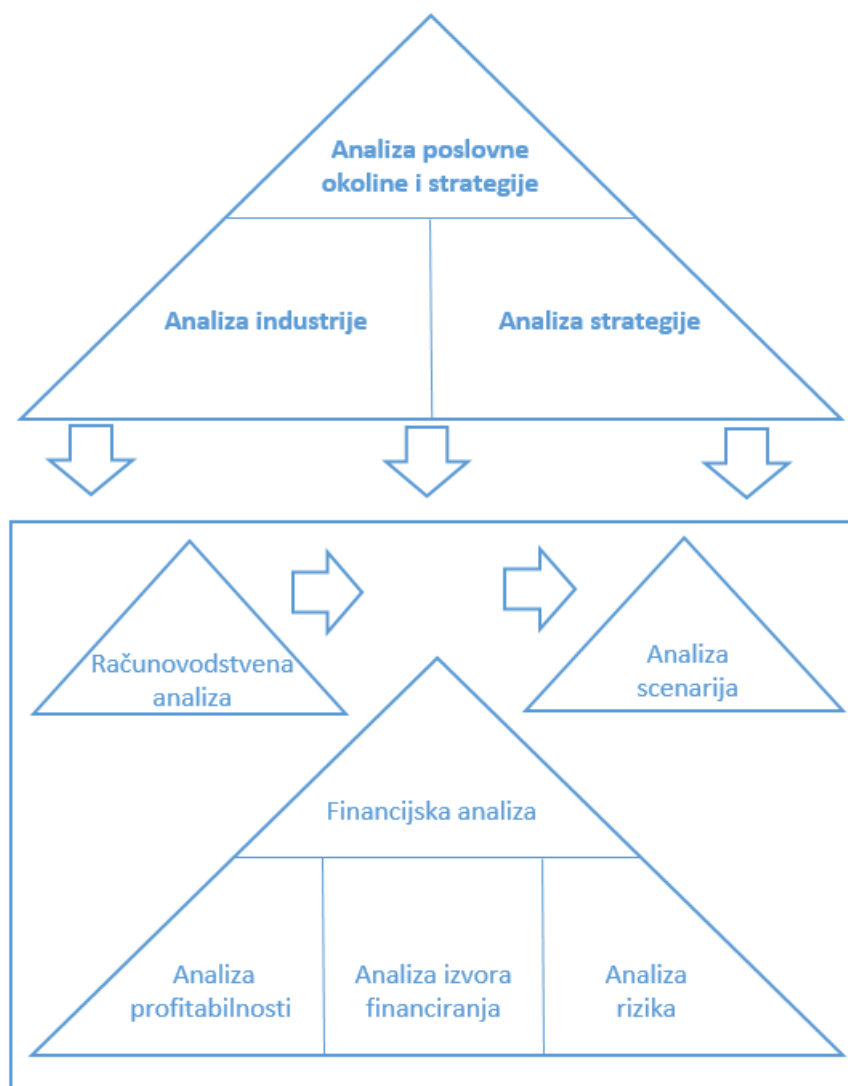 Analiza poslovne
okoline i strategije
Analiza industrije
Analiza strategije
Računovodstvena
analiza
Analiza
scenarija
Financijska analiza
Analiza
profitabilnosti
Analiza izvora
financiranja
Analiza
rizika